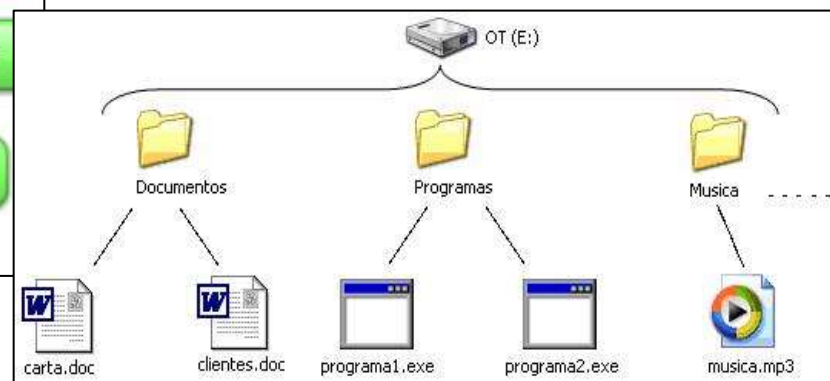 OT (E:)
Documentos
Programas
Musica
carta.doc
clientes.doc
programa1.exe
programa2.exe
musica.mp3